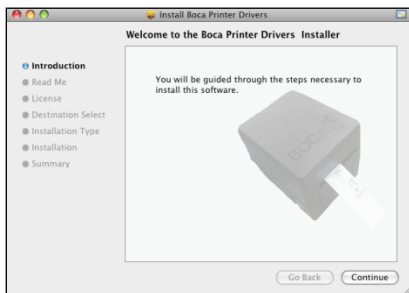 Install Boca Printer Drivers
Welcome to the Boca Printer Drivers Installer
Introduction
Read Me
License
Destination Select
Installation Type
Installation
Summary
You will be guided through the steps necessary to
install this software.
BOCA
Go Back
Continue